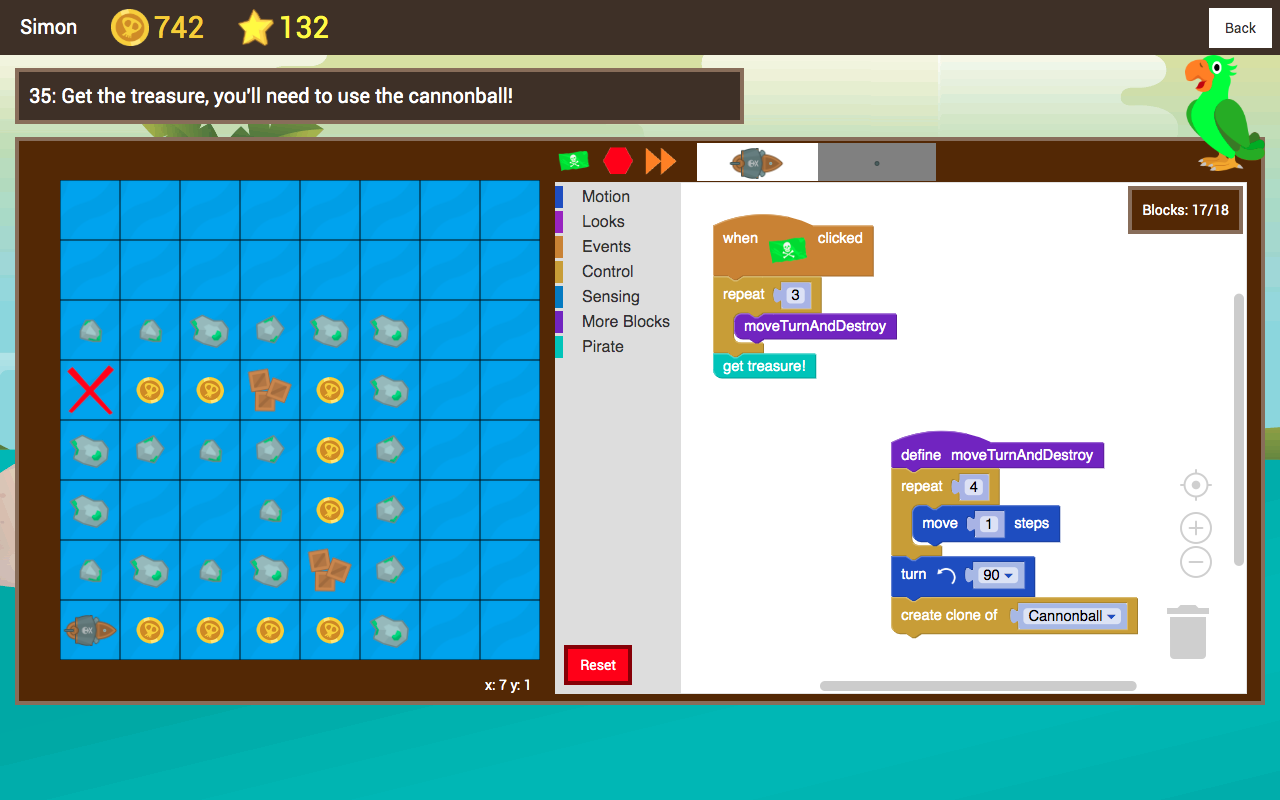 Simon 742 132 Back
35: Get the treasure, you'll need to use the cannonball!
Motion
Looks
Events
Control
Sensing
More Blocks
Pirate
Reset
x: 7 y: 1
Blocks: 17/18
when clicked
repeat 3
moveTurnAndDestroy
get treasure!
define moveTurnAndDestroy
repeat 4
move 1 steps
turn 90
create clone of Cannonball